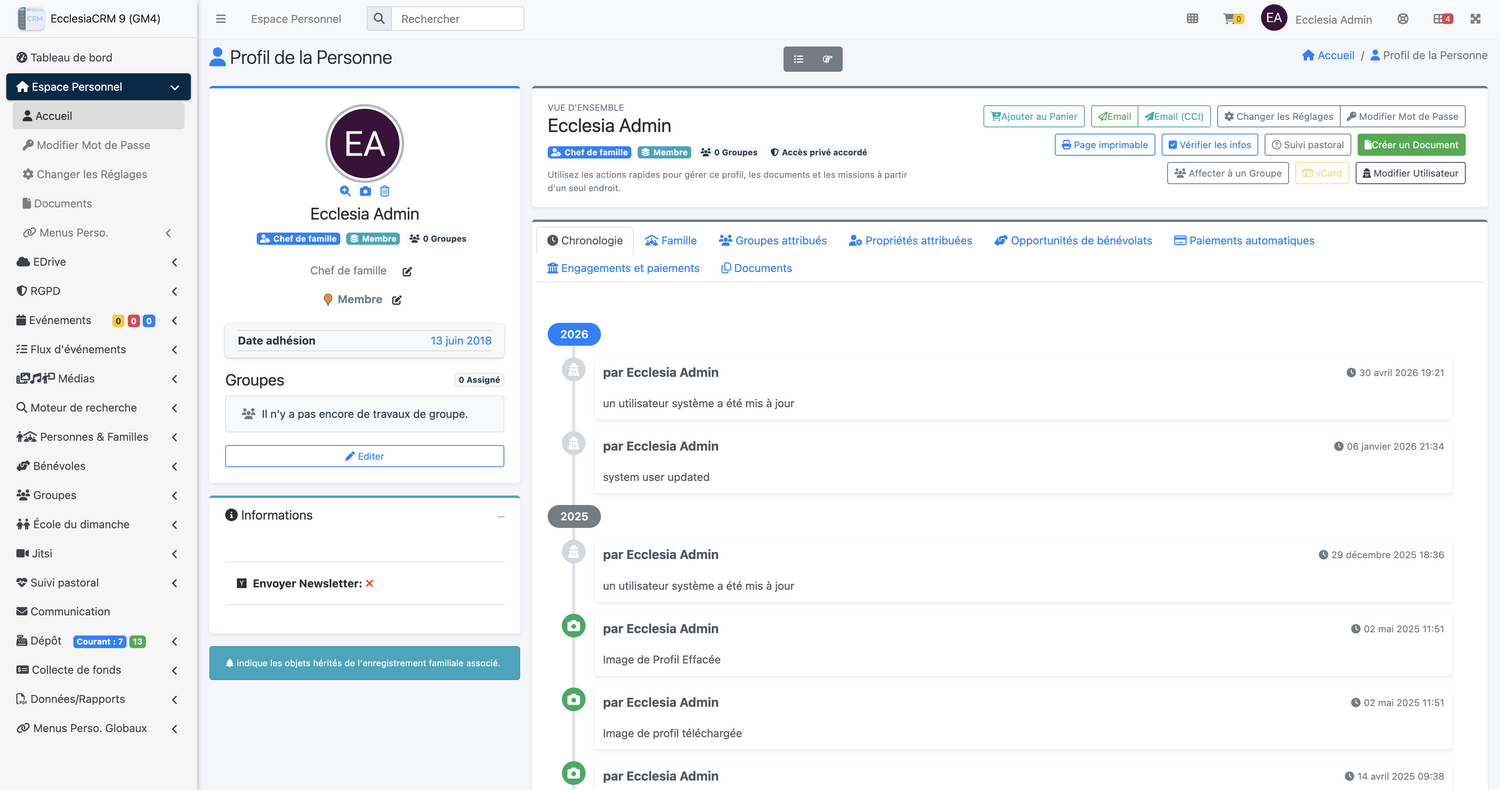 CRM
EcclesiaCRM 9 (GM4)
Espace Personnel
Rechercher
0
EA
Ecclesia Admin
4
Tableau de bord
Espace Personnel
Accueil
Modifier Mot de Passe
Changer les Réglages
Documents
Menus Perso.
EDrive
RGPD
Evénements
0 0 0
Flux d'événements
Médias
Moteur de recherche
Personnes & Familles
Bénévoles
Groupes
École du dimanche
Jitsi
Suivi pastoral
Communication
Dépôt
Courant : 7
13
Collecte de fonds
Données/Rapports
Menus Perso. Globaux
Profil de la Personne
Accueil / Profil de la Personne
EA
Ecclesia Admin
Chef de famille
Membre
0 Groupes
Chef de famille
Membre
Date adhésion
13 juin 2018
Groupes
0 Assigné
Il n'y a pas encore de travaux de groupe.
Editer
Informations
Envoyer Newsletter:
indique les objets hérités de l'enregistrement familiale associé.
VUE D'ENSEMBLE
Ecclesia Admin
Chef de famille
Membre
0 Groupes
Accès privé accordé
Utilisez les actions rapides pour gérer ce profil, les documents et les missions à partir
d'un seul endroit.
Ajouter au Panier
Email
Email (CCI)
Changer les Réglages
Modifier Mot de Passe
Page imprimable
Vérifier les infos
Suivi pastoral
Créer un Document
Affecter à un Groupe
vCard
Modifier Utilisateur
Chronologie
Famille
Groupes attribués
Propriétés attribuées
Opportunités de bénévolats
Paiements automatiques
Engagements et paiements
Documents
2026
par Ecclesia Admin
30 avril 2026 19:21
un utilisateur système a été mis à jour
par Ecclesia Admin
06 janvier 2026 21:34
system user updated
2025
par Ecclesia Admin
29 décembre 2025 18:36
un utilisateur système a été mis à jour
par Ecclesia Admin
02 mai 2025 11:51
Image de Profil Effacée
par Ecclesia Admin
02 mai 2025 11:51
Image de profil téléchargée
par Ecclesia Admin
14 avril 2025 09:38